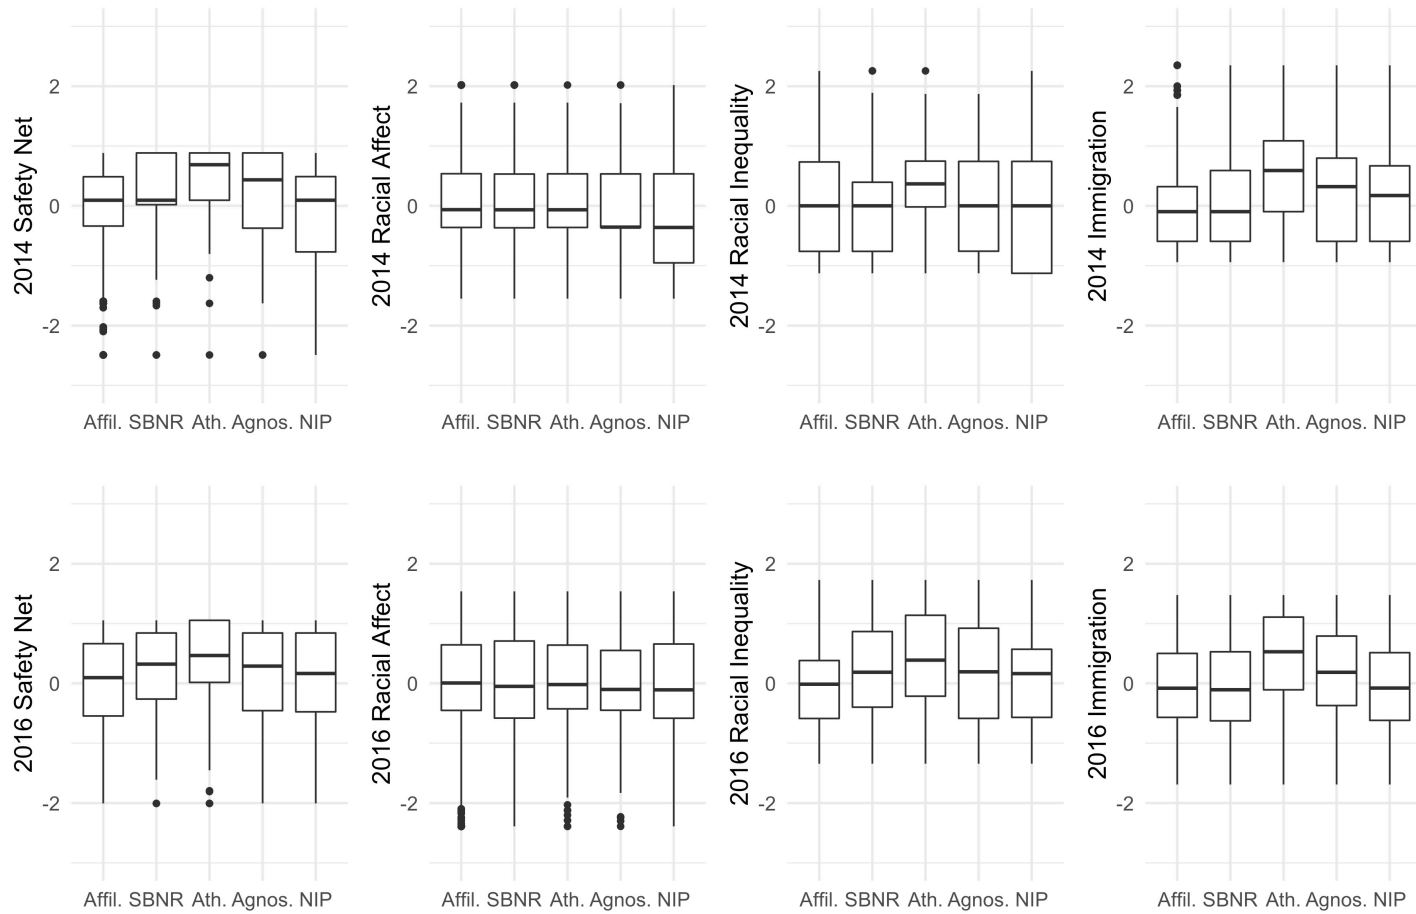 2014 Safety Net
2
0
-2
Affil. SBNR Ath. Agnos. NIP
2014 Racial Affect
2
0
-2
Affil. SBNR Ath. Agnos. NIP
2014 Racial Inequality
2
0
-2
Affil. SBNR Ath. Agnos. NIP
2014 Immigration
2
0
-2
Affil. SBNR Ath. Agnos. NIP
2016 Safety Net
2
0
-2
Affil. SBNR Ath. Agnos. NIP
2016 Racial Affect
2
0
-2
Affil. SBNR Ath. Agnos. NIP
2016 Racial Inequality
2
0
-2
Affil. SBNR Ath. Agnos. NIP
2016 Immigration
2
0
-2
Affil. SBNR Ath. Agnos. NIP